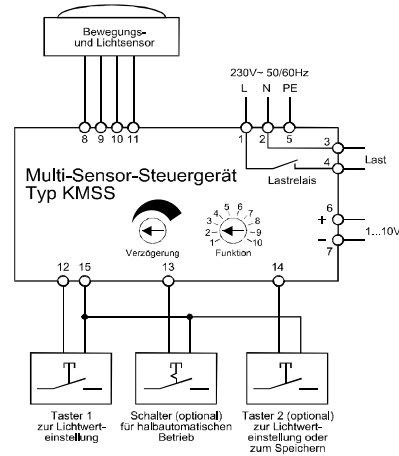 Bewegungs-
und Lichtsensor
230V~ 50/60Hz
L N PE
8 9 10 11
1 2 5
3
4
Last
Lastrelais
Multi-Sensor-Steuergerät
Typ KMSS
6
+
1...10V
−
7
1 2 3 4 5 6 7 8 9 10
Verzögerung
Funktion
12 15 13 14
Taster 1
zur Lichtwert-
einstellung
Schalter (optional)
für halbautomatischen
Betrieb
Taster 2 (optional)
zur Lichtwert-
einstellung oder
zum Speichern